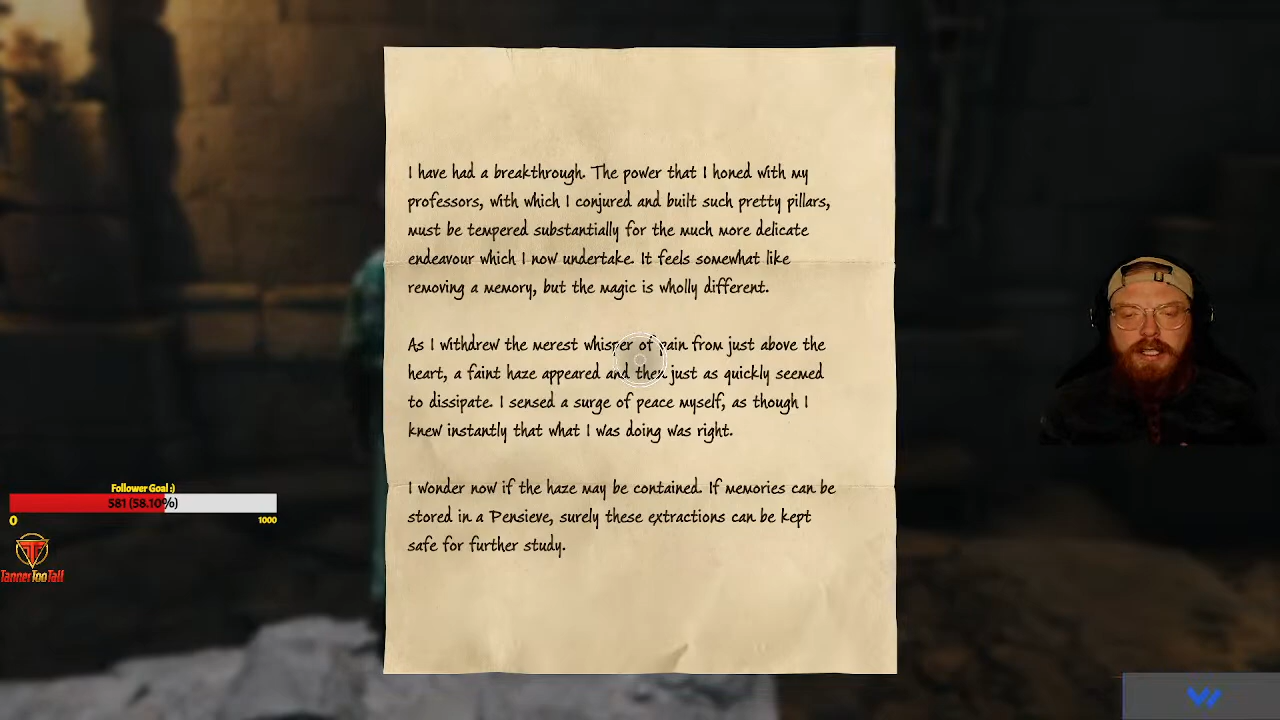 I have had a breakthrough. The power that I honed with my
professors, with which I conjured and built such pretty pillars,
must be tempered substantially for the much more delicate
endeavour which I now undertake. It feels somewhat like
removing a memory, but the magic is wholly different.
As I withdrew the merest whisper of pain from just above the
heart, a faint haze appeared and then just as quickly seemed
to dissipate. I sensed a surge of peace myself, as though I
knew instantly that what I was doing was right.
I wonder now if the haze may be contained. If memories can be
stored in a Pensieve, surely these extractions can be kept
safe for further study.
Follower Goal :)
581 (58.10%)
0
1000
TannerTooTall